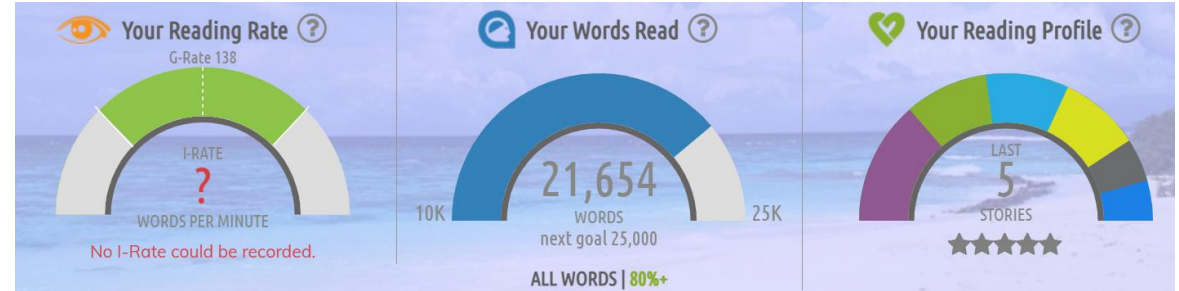 Your Reading Rate ?
G-Rate 138
I-RATE
?
WORDS PER MINUTE
No I-Rate could be recorded.
Your Words Read ?
21,654
10K
WORDS
25K
next goal 25,000
ALL WORDS | 80%+
Your Reading Profile ?
LAST
5
STORIES